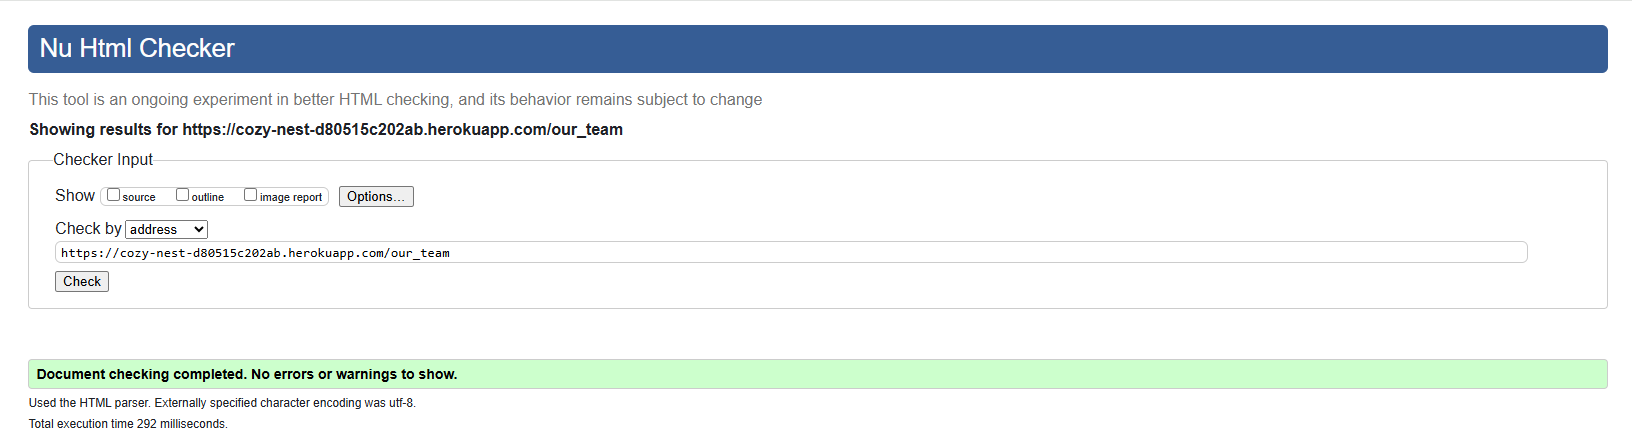 Nu Html Checker
This tool is an ongoing experiment in better HTML checking, and its behavior remains subject to change
Showing results for https://cozy-nest-d80515c202ab.herokuapp.com/our_team
Checker Input
Show source outline image report Options...
Check by address
https://cozy-nest-d80515c202ab.herokuapp.com/our_team
Check
Document checking completed. No errors or warnings to show.
Used the HTML parser. Externally specified character encoding was utf-8.
Total execution time 292 milliseconds.